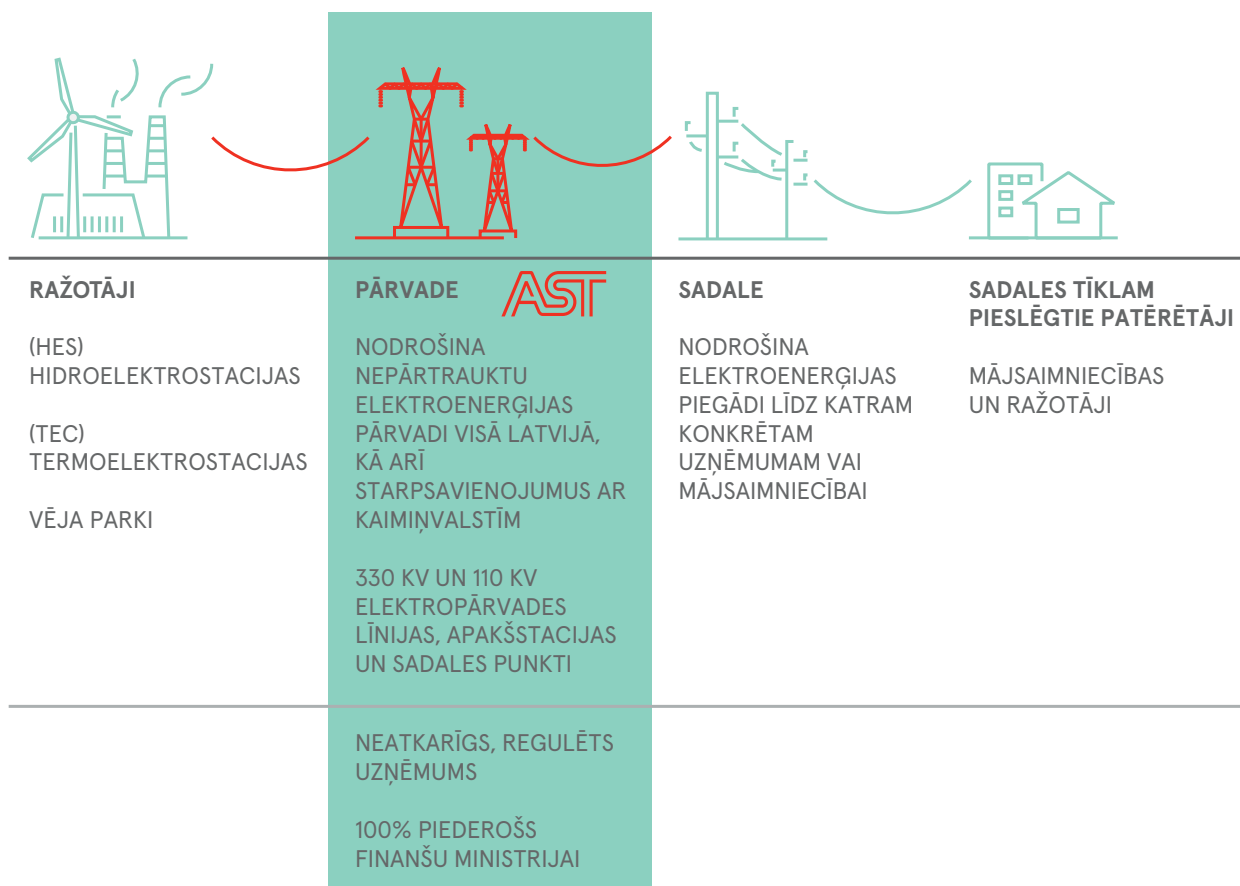 RAŽOTĀJI
(HES)
HIDROELEKTROSTACIJAS
(TEC)
TERMOELEKTROSTACIJAS
VĒJA PARKI
PĀRVADE
AST
NODROŠINA
NEPĀRTRAUKTU
ELEKTROENERĢIJAS
PĀRVADI VISĀ LATVIJĀ,
KĀ ARĪ
STARPSAVIENOJUMUS AR
KAIMIŅVALSTĪM
330 KV UN 110 KV
ELEKTROPĀRVADES
LĪNIJAS, APAKŠSTACIJAS
UN SADALES PUNKTI
NEATKARĪGS, REGULĒTS
UZŅĒMUMS
100% PIEDEROŠS
FINANŠU MINISTRIJAI
SADALE
NODROŠINA
ELEKTROENERĢIJAS
PIEGĀDI LĪDZ KATRAM
KONKRĒTAM
UZŅĒMUMAM VAI
MĀJSAIMNIECĪBAI
SADALES TĪKLAM
PIESLĒGTIE PATĒRĒTĀJI
MĀJSAIMNIECĪBAS
UN RAŽOTĀJI